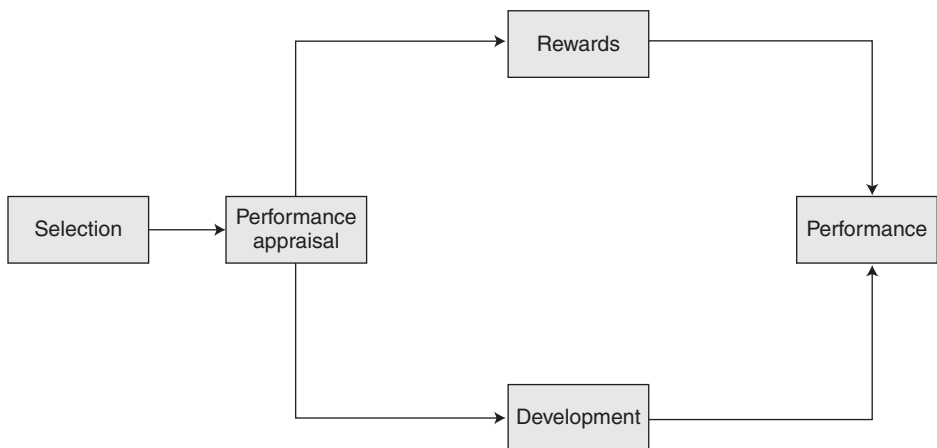 Rewards
Selection
Performance
appraisal
Performance
Development